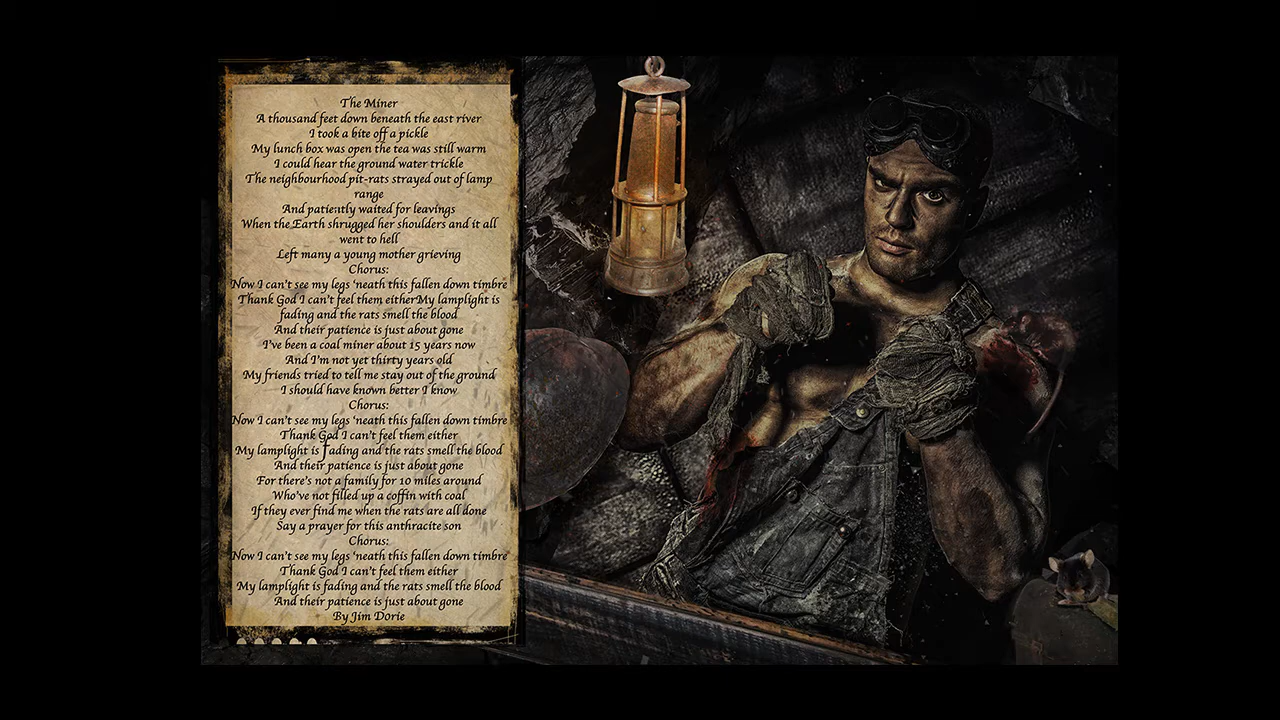 The Miner
A thousand feet down beneath the east river
I took a bite off a pickle
My lunch box was open the tea was still warm
I could hear the ground water trickle
The neighbourhood pit-rats strayed out of lamp
range
And patiently waited for leavings
When the Earth shrugged her shoulders and it all
went to hell
Left many a young mother grieving
Chorus:
Now I can't see my legs 'neath this fallen down timbre
Thank God I can't feel them eitherMy lamplight is
fading and the rats smell the blood
And their patience is just about gone
I've been a coal miner about 15 years now
And I'm not yet thirty years old
My friends tried to tell me stay out of the ground
I should have known better I know
Chorus:
Now I can't see my legs 'neath this fallen down timbre
Thank God I can't feel them either
My lamplight is fading and the rats smell the blood
And their patience is just about gone
For there's not a family for 10 miles around
Who've not filled up a coffin with coal
If they ever find me when the rats are all done
Say a prayer for this anthracite son
Chorus:
Now I can't see my legs 'neath this fallen down timbre
Thank God I can't feel them either
My lamplight is fading and the rats smell the blood
And their patience is just about gone
By Jim Dorie